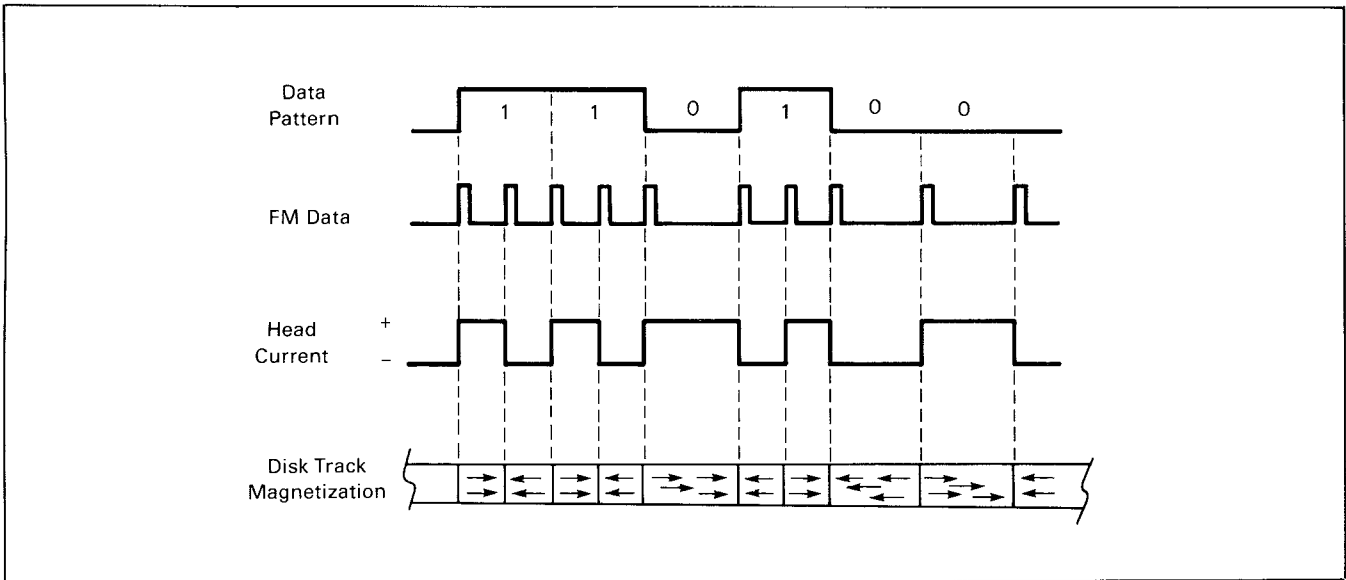 Data
Pattern
1 1 0 1 0 0
FM Data
Head
Current
+
−
Disk Track
Magnetization